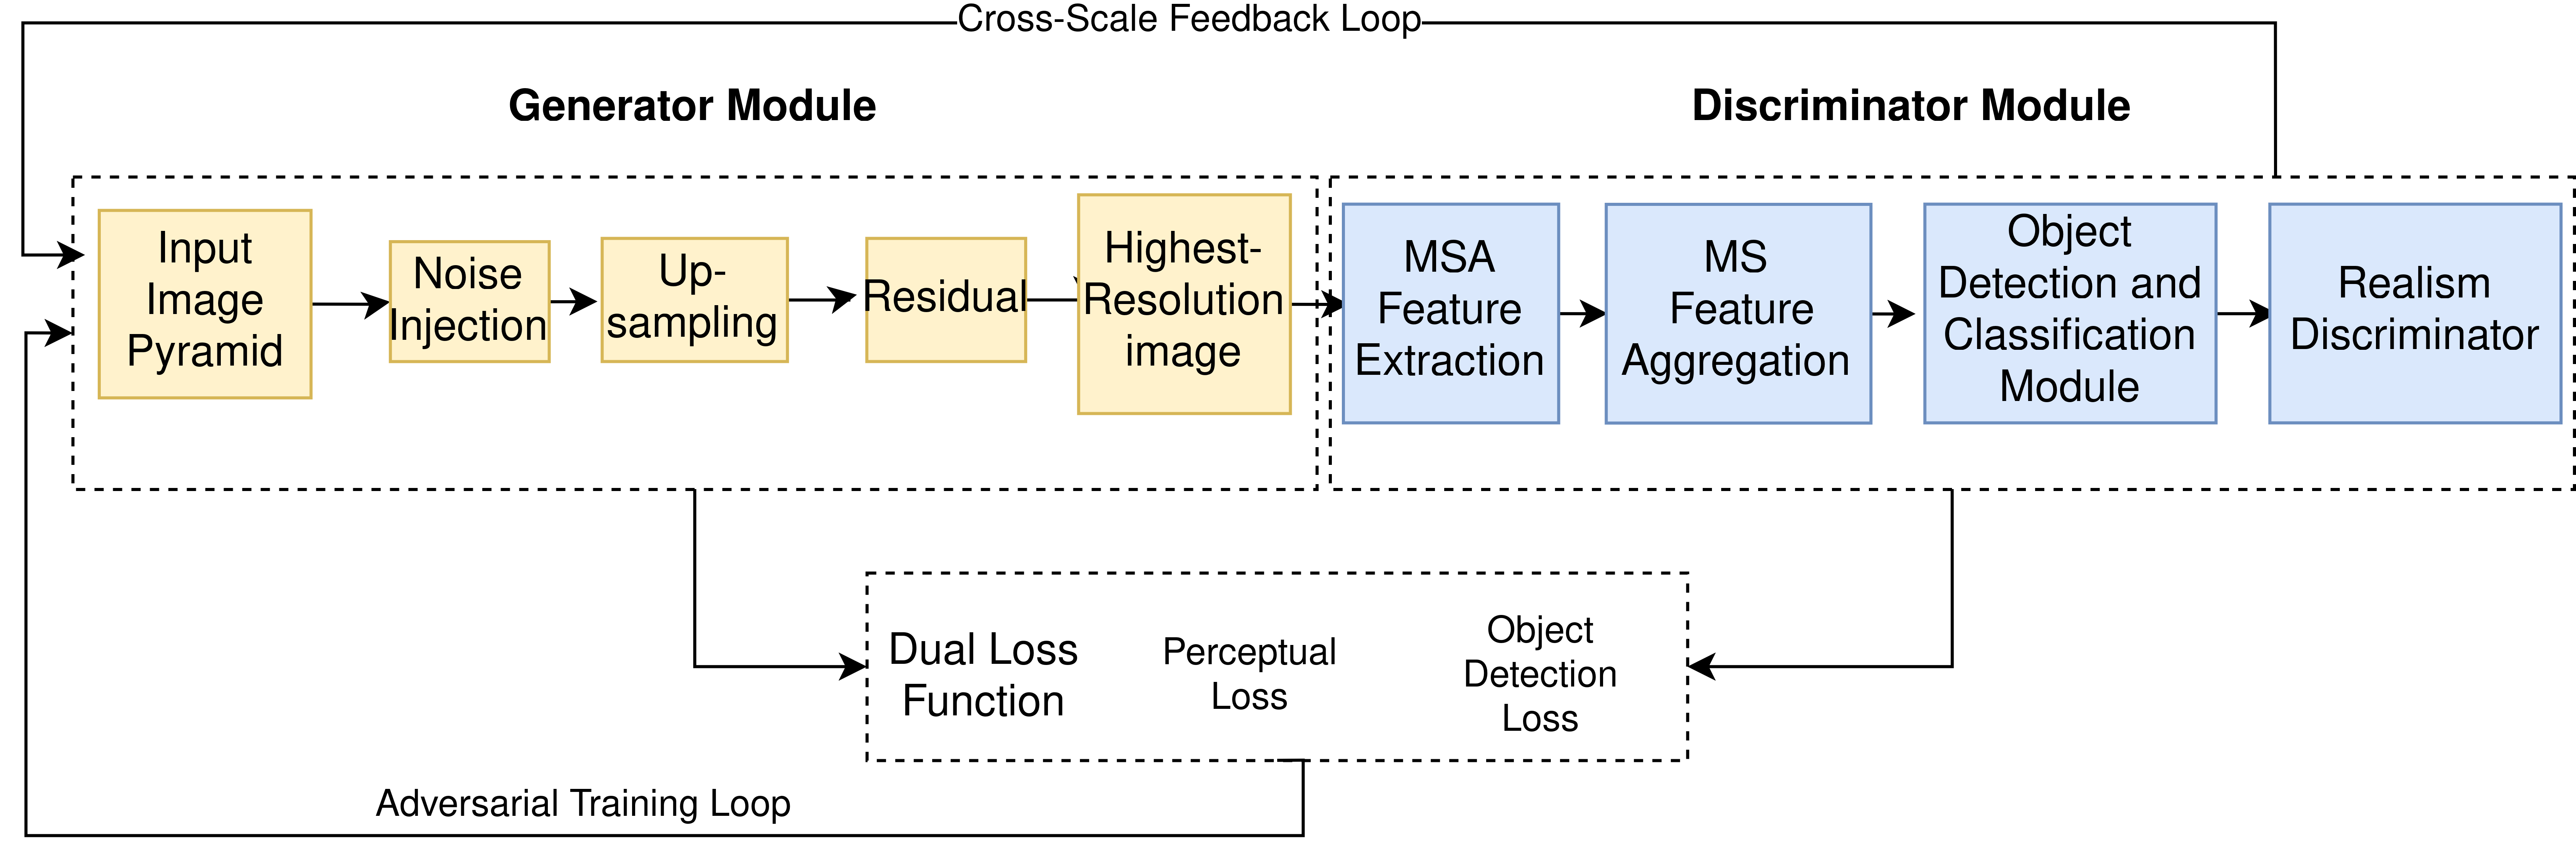 Cross-Scale Feedback Loop
Generator Module
Discriminator Module
Input
Image
Pyramid
Noise
Injection
Up-
sampling
Residual
Highest-
Resolution
image
MSA
Feature
Extraction
MS
Feature
Aggregation
Object
Detection and
Classification
Module
Realism
Discriminator
Dual Loss
Function
Perceptual
Loss
Object
Detection
Loss
Adversarial Training Loop